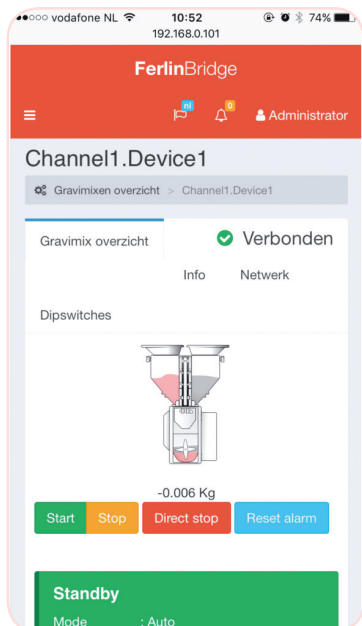 vodafone NL 10:52 74%
192.168.0.101
FerlinBridge
nl 0 Administrator
Channel1.Device1
Gravimixen overzicht > Channel1.Device1
Gravimix overzicht Verbonden
Info Netwerk
Dipswitches
-0.006 Kg
Start Stop Direct stop Reset alarm
Standby
Mode : Auto